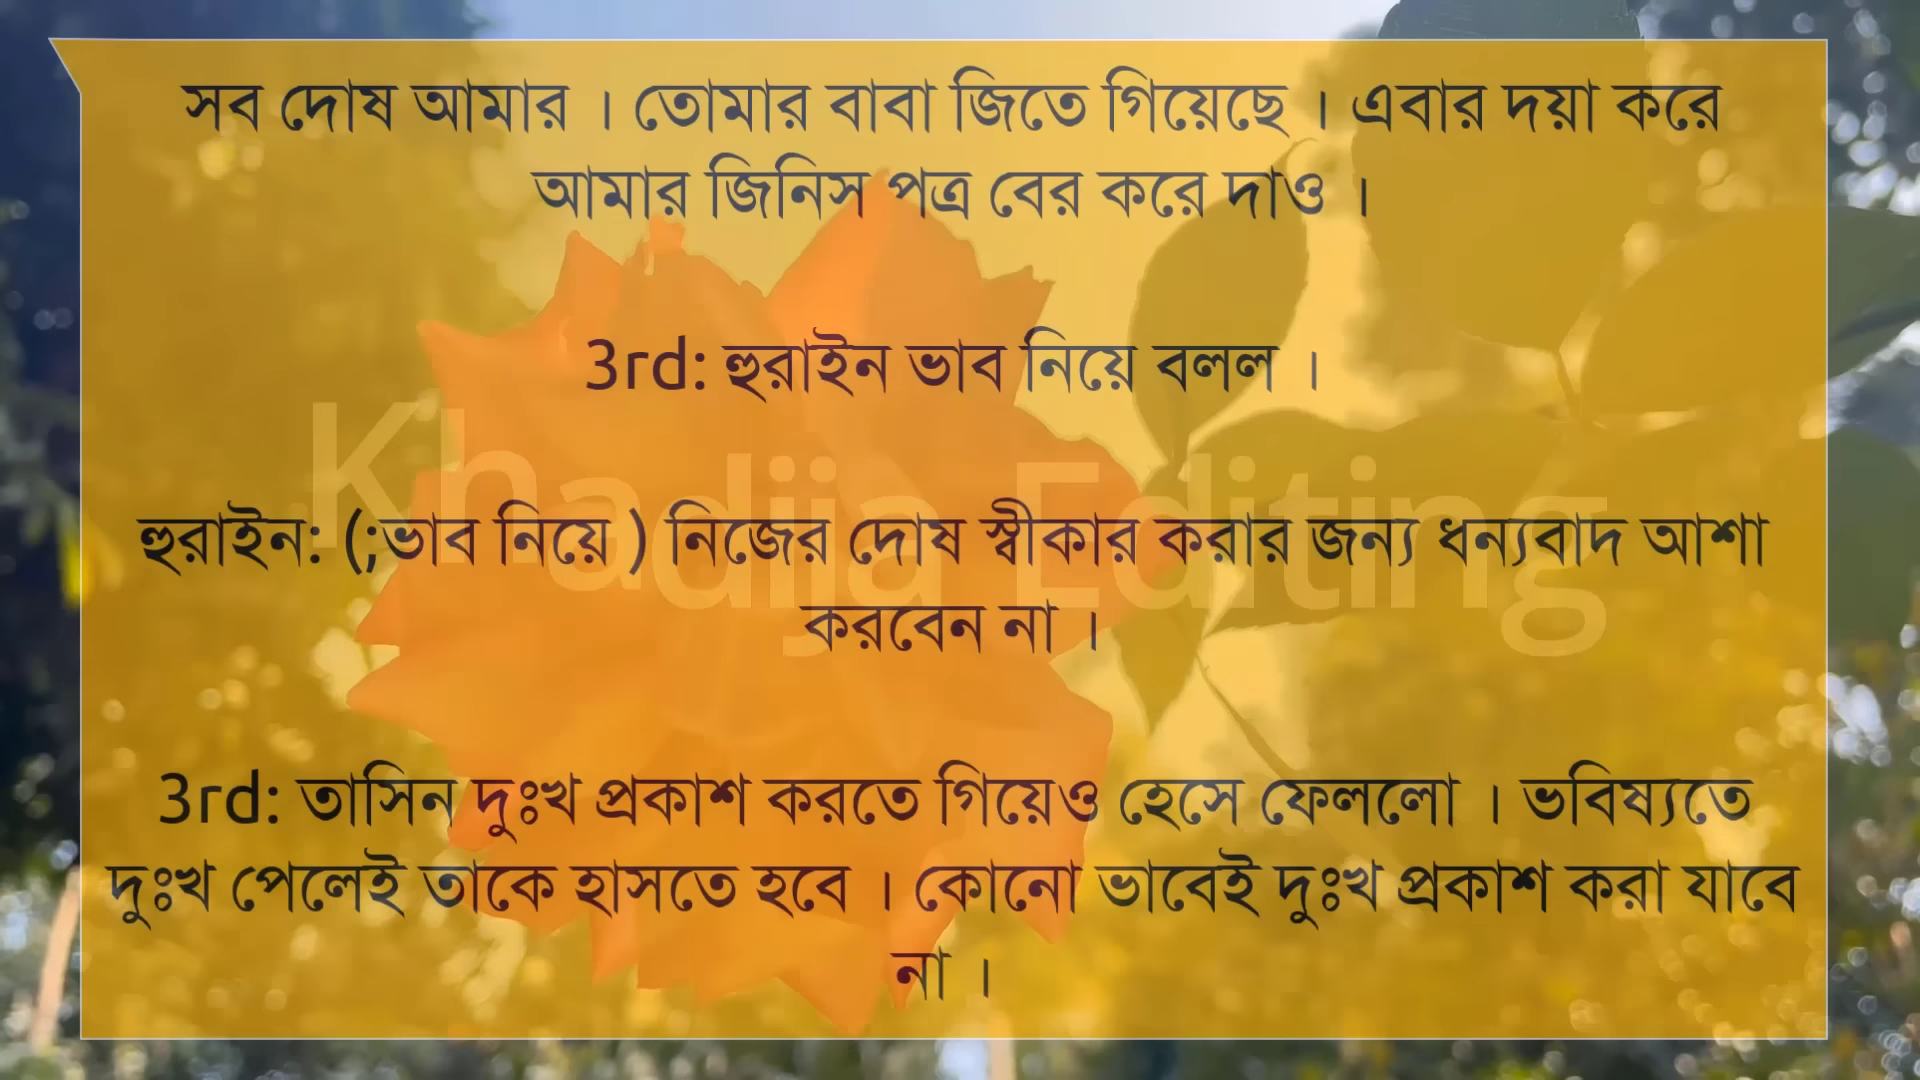 সব দোষ আমার । তোমার বাবা জিতে গিয়েছে । এবার দয়া করে
আমার জিনিস পত্র বের করে দাও ।
3rd: হুরাইন ভাব নিয়ে বলল ।
Khadija Editing
হুরাইন: (;ভাব নিয়ে ) নিজের দোষ স্বীকার করার জন্য ধন্যবাদ আশা
করবেন না ।
3rd: তাসিন দুঃখ প্রকাশ করতে গিয়েও হেসে ফেললো । ভবিষ্যতে
দুঃখ পেলেই তাকে হাসতে হবে । কোনো ভাবেই দুঃখ প্রকাশ করা যাবে
না ।